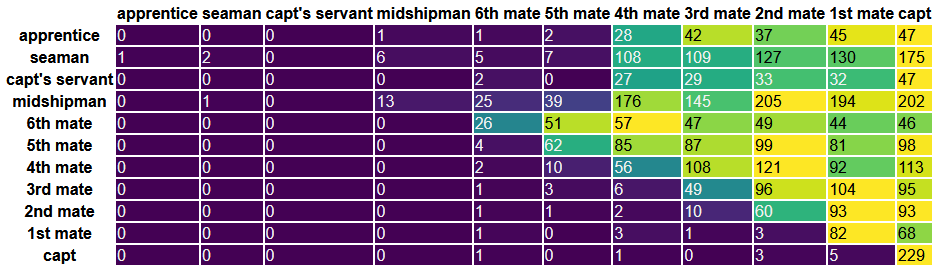 apprentice seaman capt's servant midshipman 6th mate 5th mate 4th mate 3rd mate 2nd mate 1st mate capt
apprentice 0 0 0 1 1 2 28 42 37 45 47
seaman 1 2 0 6 5 7 108 109 127 130 175
capt's servant 0 0 0 0 2 0 27 29 33 32 47
midshipman 0 1 0 13 25 39 176 145 205 194 202
6th mate 0 0 0 0 26 51 57 47 49 44 46
5th mate 0 0 0 0 4 62 85 87 99 81 98
4th mate 0 0 0 0 2 10 56 108 121 92 113
3rd mate 0 0 0 0 1 3 6 49 96 104 95
2nd mate 0 0 0 0 1 1 2 10 60 93 93
1st mate 0 0 0 0 1 0 3 1 3 82 68
capt 0 0 0 0 1 0 1 0 3 5 229